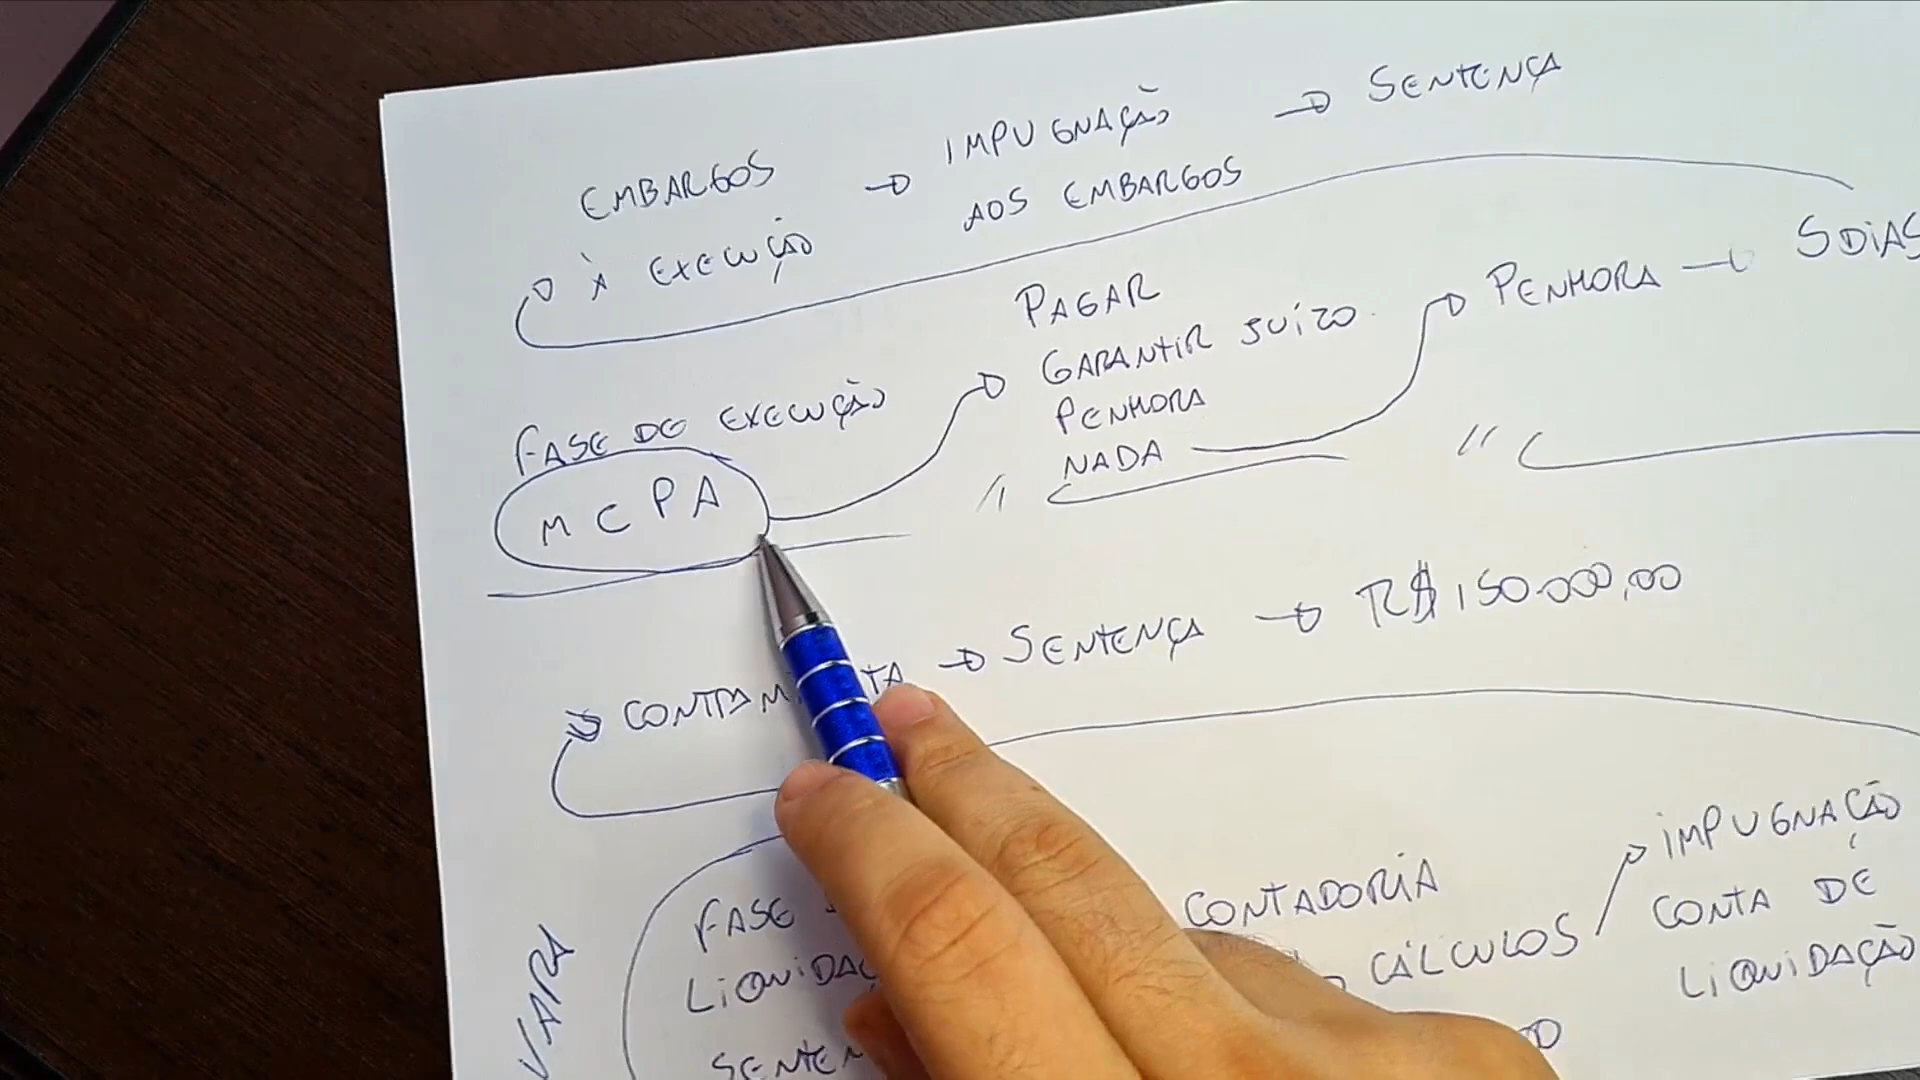 EMBARGOS → IMPUGNAÇÃO → SENTENÇA
À EXECUÇÃO AOS EMBARGOS
PAGAR
GARANTIR JUÍZO
PENHORA
NADA → PENHORA → 5 DIAS
FASE DE EXECUÇÃO
MCPA
→ SENTENÇA → R$ 150.000,00
FASE
CONTADORIA
CÁLCULOS
IMPUGNAÇÃO
CONTA DE
LIQUIDAÇÃO
VARA